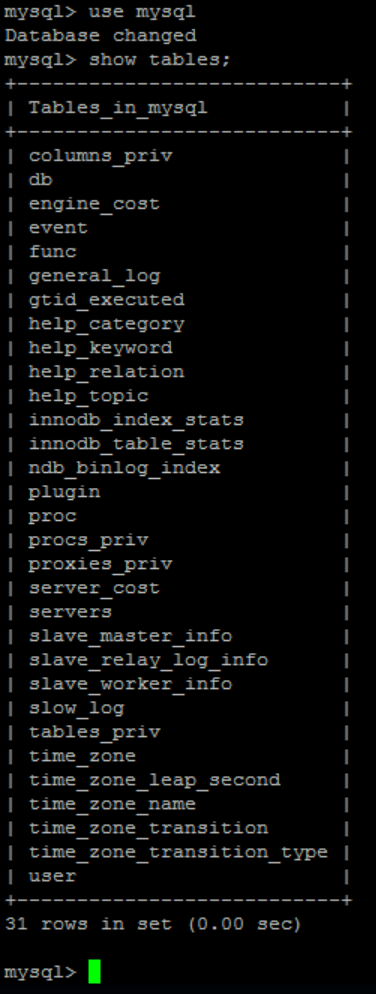 mysql> use mysql
Database changed
mysql> show tables;
+---------------------------+
| Tables_in_mysql           |
+---------------------------+
| columns_priv              |
| db                        |
| engine_cost               |
| event                     |
| func                      |
| general_log               |
| gtid_executed             |
| help_category             |
| help_keyword              |
| help_relation             |
| help_topic                |
| innodb_index_stats        |
| innodb_table_stats        |
| ndb_binlog_index          |
| plugin                    |
| proc                      |
| procs_priv                |
| proxies_priv              |
| server_cost               |
| servers                   |
| slave_master_info         |
| slave_relay_log_info      |
| slave_worker_info         |
| slow_log                  |
| tables_priv               |
| time_zone                 |
| time_zone_leap_second     |
| time_zone_name            |
| time_zone_transition      |
| time_zone_transition_type |
| user                      |
+---------------------------+
31 rows in set (0.00 sec)
mysql>